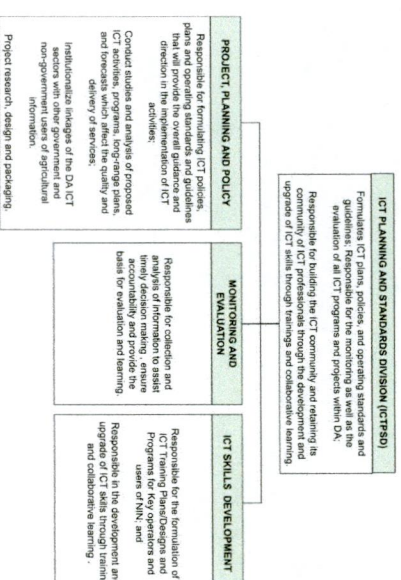 ICT PLANNING AND STANDARDS DIVISION (ICTPSD)
Formulates ICT plans, policies, and operating standards and
guidelines; Responsible for the monitoring as well as the
evaluation of all ICT programs and projects within DA;
Responsible for building the ICT community and retaining its
community of ICT professionals through the development and
upgrade of ICT skills through trainings and collaborative learning.
PROJECT, PLANNING AND POLICY
Responsible for formulating ICT policies,
plans and operating standards and guidelines
that will provide the overall guidance and
direction in the implementation of ICT
activities;
Conduct studies and analysis of proposed
ICT activities, programs, long-range plans,
and forecasts which affect the quality and
delivery of services;
Institutionalize linkages of the DA ICT
sectors with other government and
non-government users of agricultural
information.
Project research, design and packaging,
MONITORING AND
EVALUATION
Responsible for collection and
analysis of information to assist
timely decision making , ensure
accountability and provide the
basis for evaluation and learning.
ICT SKILLS DEVELOPMENT
Responsible for the formulation of
ICT Training Plans/Designs and
Programs for Key operators and
users of NIN; and
Responsible in the development an
upgrade of ICT skills through trainin
and collaborative learning .